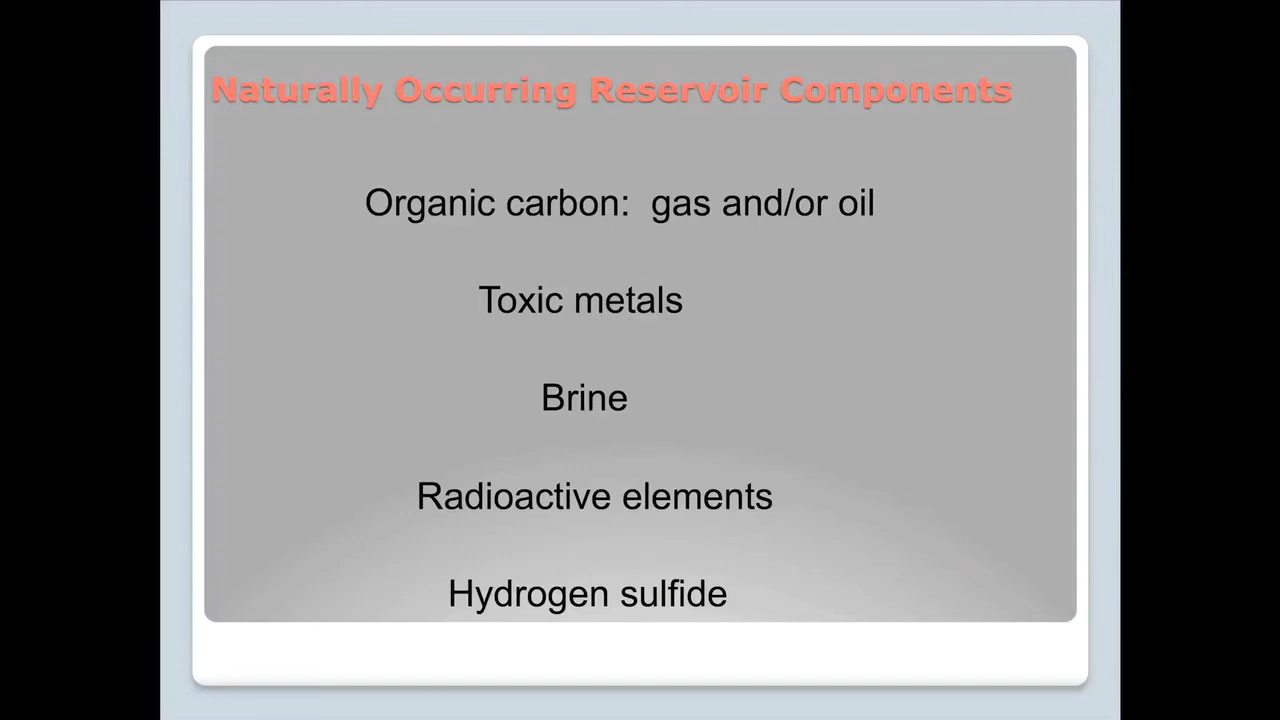 Naturally Occurring Reservoir Components
Organic carbon:  gas and/or oil
Toxic metals
Brine
Radioactive elements
Hydrogen sulfide